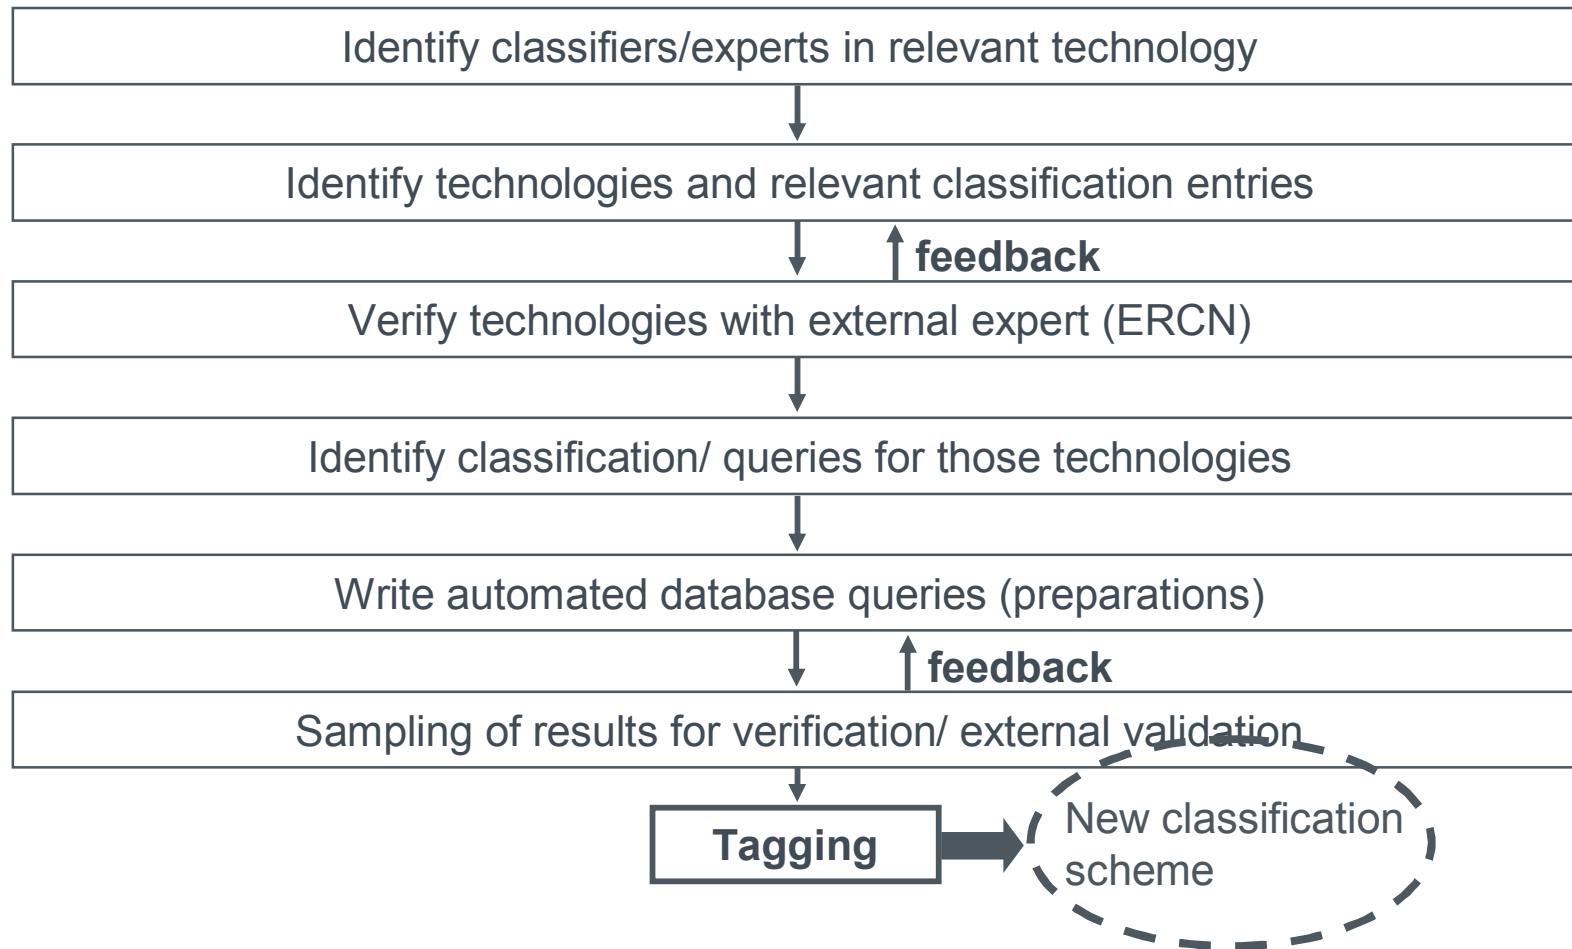 Identify classifiers/experts in relevant technology
Identify technologies and relevant classification entries
feedback
Verify technologies with external expert (ERCN)
Identify classification/ queries for those technologies
Write automated database queries (preparations)
feedback
Sampling of results for verification/ external validation
Tagging
New classification
scheme